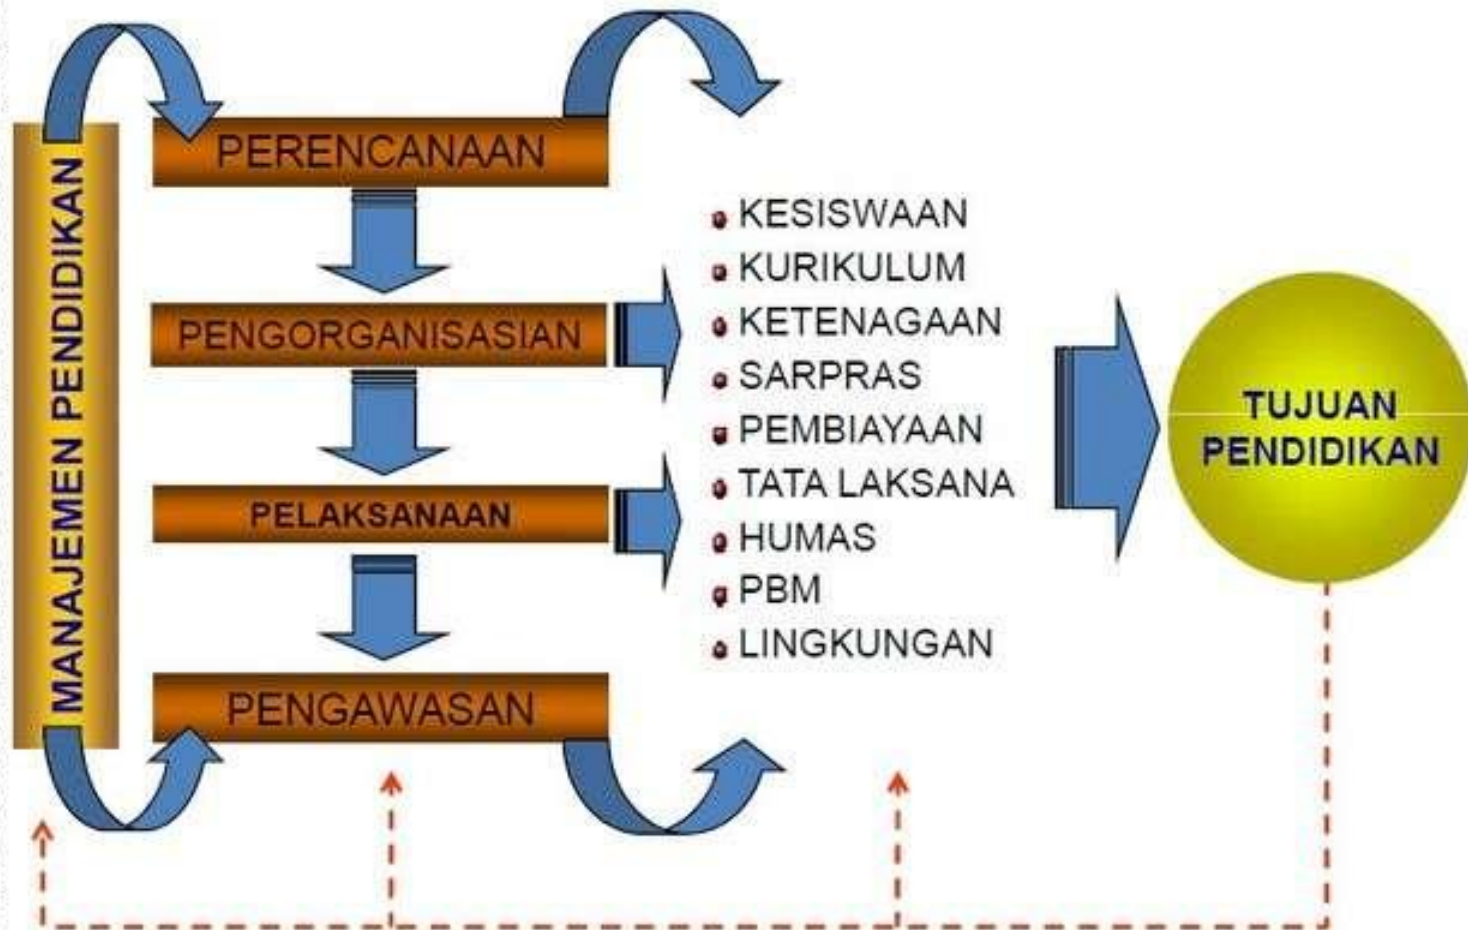 MANAJEMEN PENDIDIKAN
PERENCANAAN
PENGORGANISASIAN
PELAKSANAAN
PENGAWASAN
KESISWAAN
KURIKULUM
KETENAGAAN
SARPRAS
PEMBIAYAAN
TATA LAKSANA
HUMAS
PBM
LINGKUNGAN
TUJUAN
PENDIDIKAN